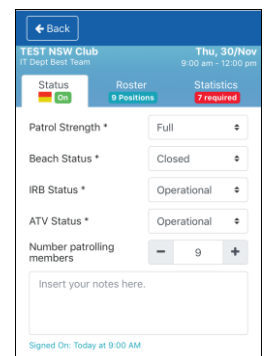 Back
TEST NSW Club
Thu, 30/Nov
IT Dept Best Team
9:00 am - 12:00 pm
Status
Roster
Statistics
On
9 Positions
7 required
Patrol Strength *
Full
Beach Status *
Closed
IRB Status *
Operational
ATV Status *
Operational
Number patrolling
members
− 9 +
Insert your notes here.
Signed On: Today at 9:00 AM